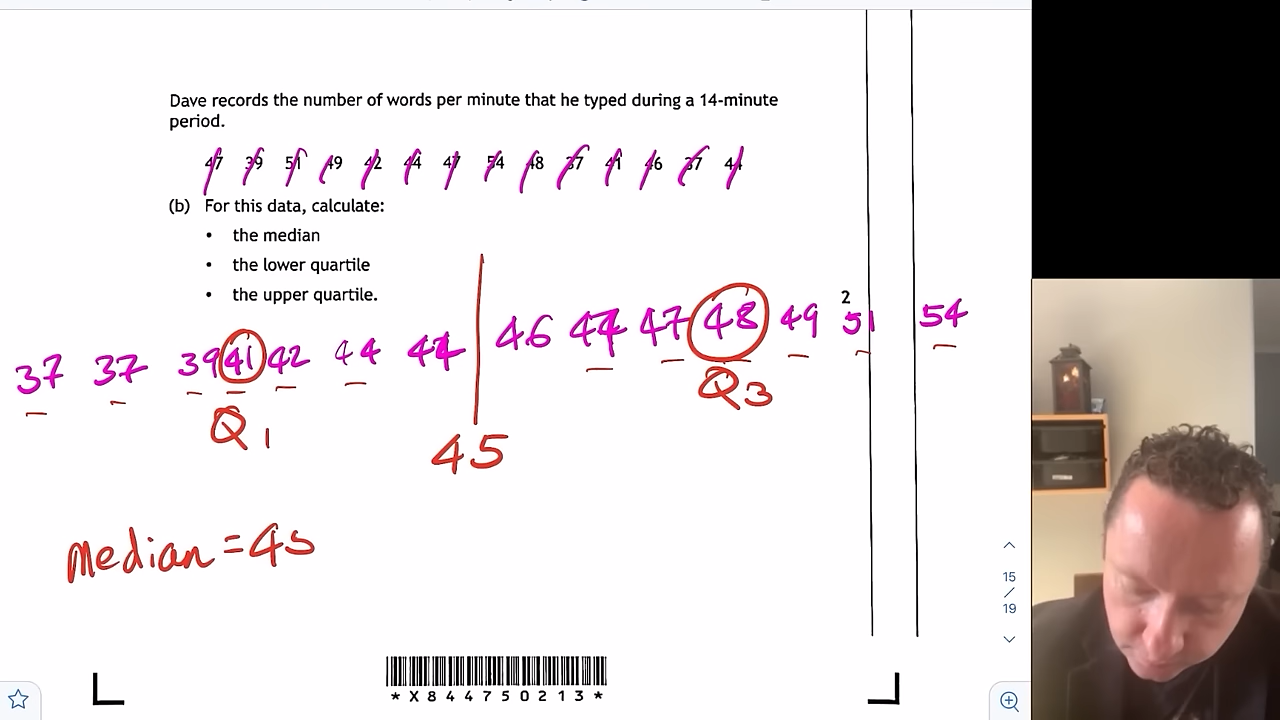 Dave records the number of words per minute that he typed during a 14-minute
period.
47 39 51 49 42 44 47 54 48 37 41 46 37 44
(b) For this data, calculate:
• the median
• the lower quartile
• the upper quartile.
2
37 37 39 41 42 44 44 46 47 47 48 49 51 54
Q1 Q3
45
Median = 45
15
/
19
*X844750213*